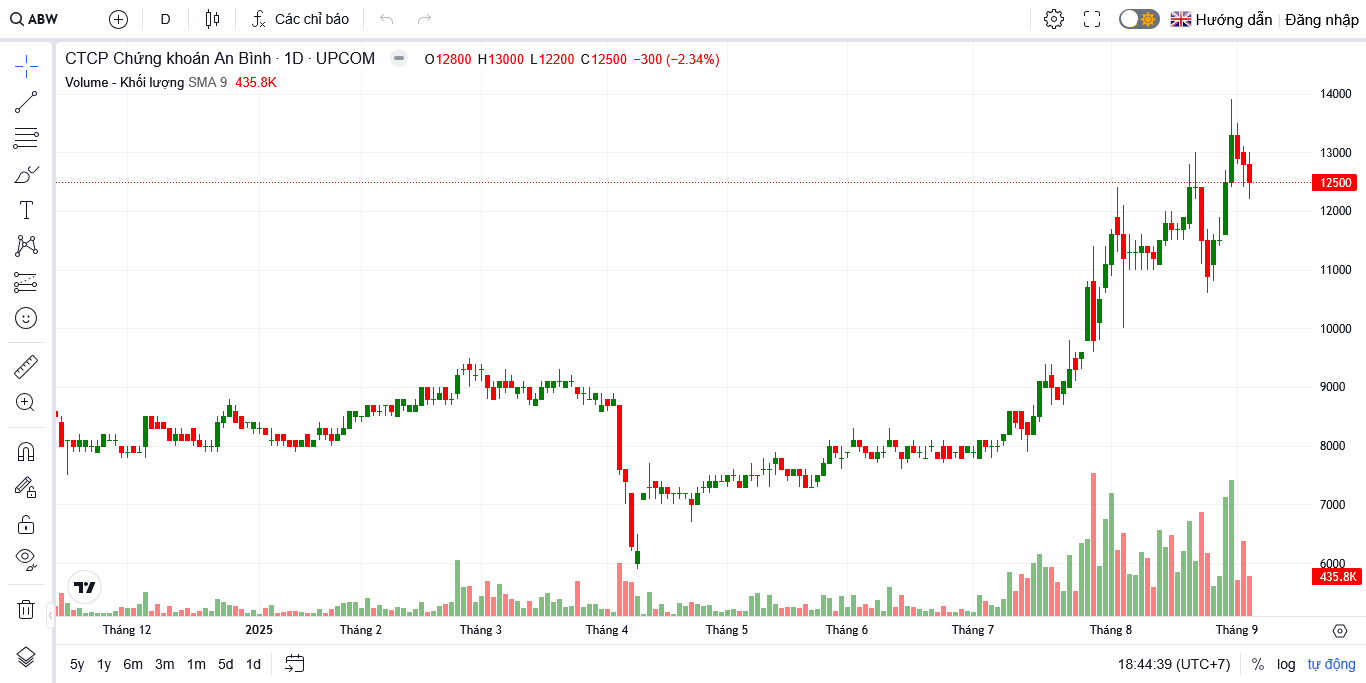 ABW D Các chỉ báo Hướng dẫn Đăng nhập
CTCP Chứng khoán An Bình · 1D · UPCOM O12800 H13000 L12200 C12500 −300 (−2.34%)
Volume - Khối lượng SMA 9 435.8K
14000
13000
12500
12000
11000
10000
9000
8000
7000
6000
435.8K
Tháng 12 2025 Tháng 2 Tháng 3 Tháng 4 Tháng 5 Tháng 6 Tháng 7 Tháng 8 Tháng 9
5y 1y 6m 3m 1m 5d 1d 18:44:39 (UTC+7) % log tự động